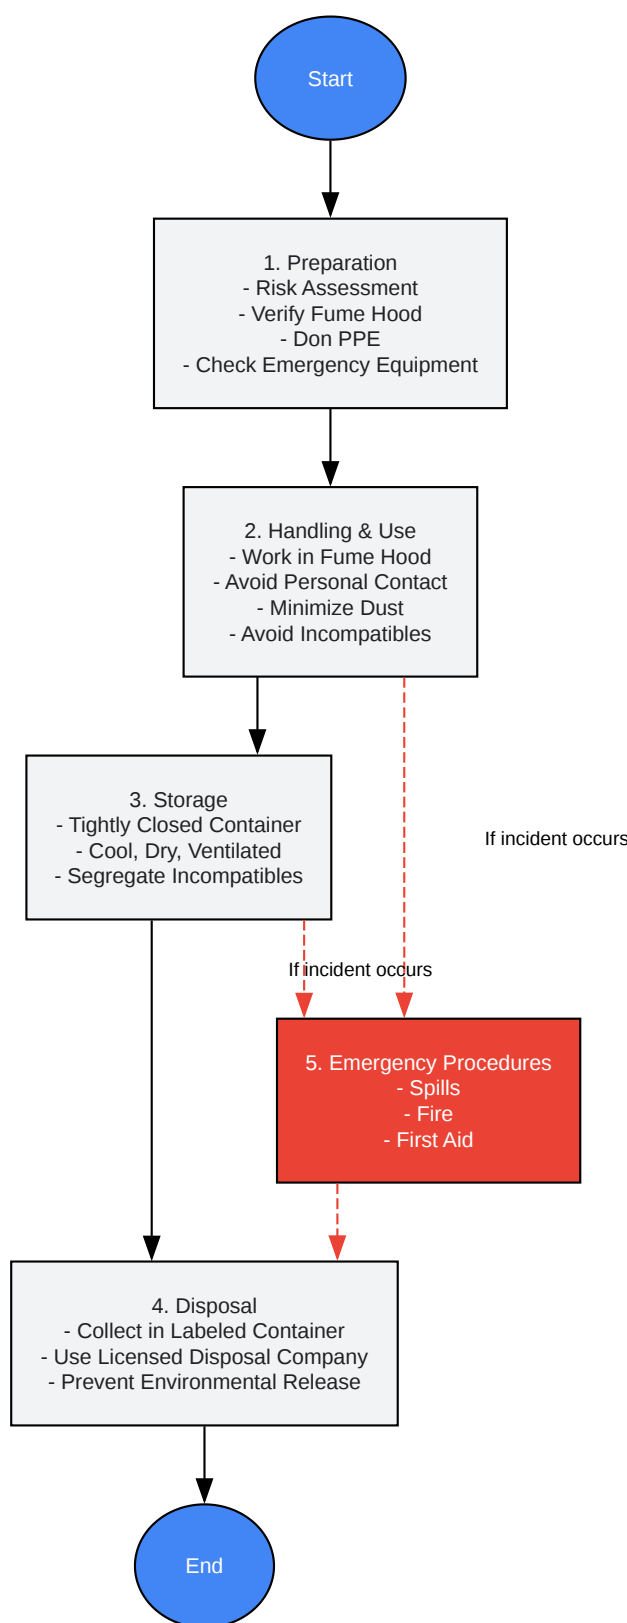 Start
1. Preparation
- Risk Assessment
- Verify Fume Hood
- Don PPE
- Check Emergency Equipment
2. Handling & Use
- Work in Fume Hood
- Avoid Personal Contact
- Minimize Dust
- Avoid Incompatibles
3. Storage
- Tightly Closed Container
- Cool, Dry, Ventilated
- Segregate Incompatibles
If incident occurs
If incident occurs
5. Emergency Procedures
- Spills
- Fire
- First Aid
4. Disposal
- Collect in Labeled Container
- Use Licensed Disposal Company
- Prevent Environmental Release
End